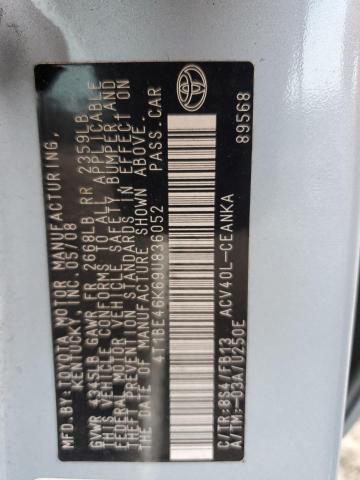 MFD. BY: TOYOTA MOTOR MANUFACTURING,
KENTUCKY, INC. 05/08
GVWR 4345LB GAWR FR 2668LB RR 2359LB
THIS VEHICLE CONFORMS TO ALL APPLICABLE
FEDERAL MOTOR VEHICLE SAFETY, BUMPER AND
THEFT PREVENTION STANDARDS IN EFFECT ON
THE DATE OF MANUFACTURE SHOWN ABOVE.
4T1BE46K69U836052 PASS.CAR
C/TR:8S4/FB13 ACV40L-CEANKA
A/TM:-03A/U250E 89568